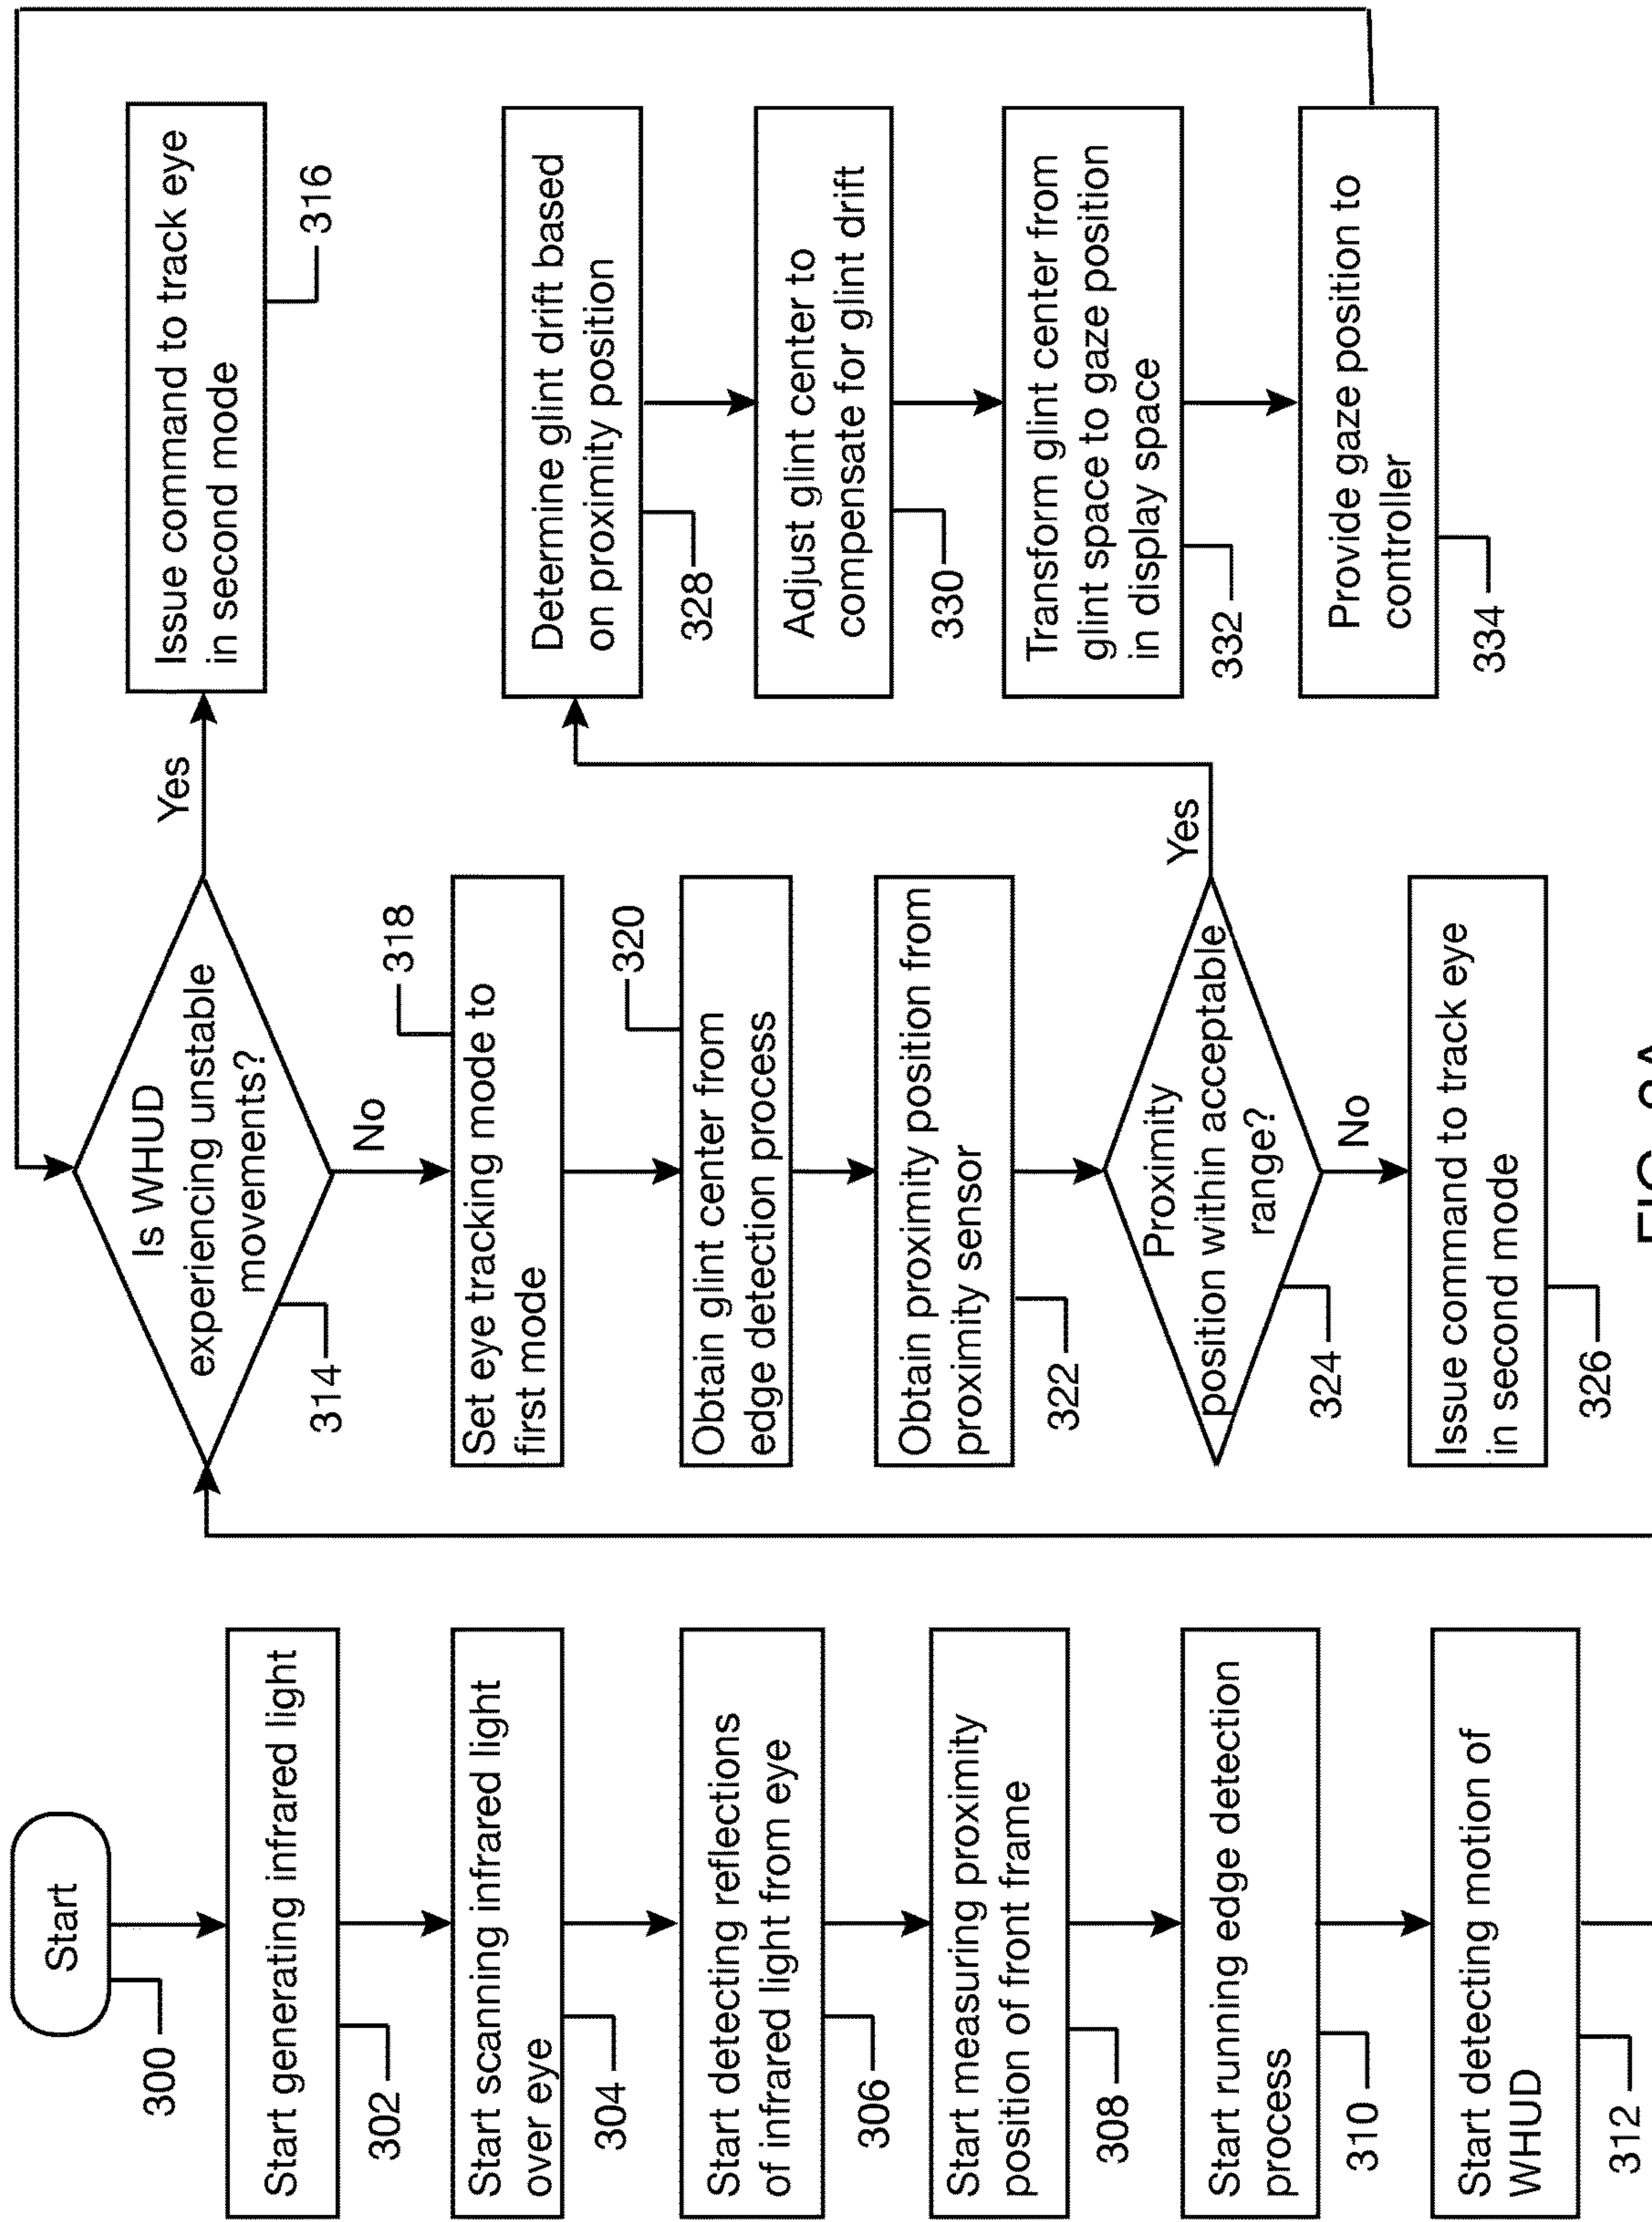 Start
300
Start generating infrared light
302
Start scanning infrared light
over eye
304
Start detecting reflections
of infrared light from eye
306
Start measuring proximity
position of front frame
308
Start running edge detection
process
310
Start detecting motion of
WHUD
312
Is WHUD
experiencing unstable
movements?
314
Yes
Issue command to track eye
in second mode
316
No
Set eye tracking mode to
first mode
318
Obtain glint center from
edge detection process
320
Obtain proximity position from
proximity sensor
322
Proximity
position within acceptable
range?
324
Yes
No
Issue command to track eye
in second mode
326
Determine glint drift based
on proximity position
328
Adjust glint center to
compensate for glint drift
330
Transform glint center from
glint space to gaze position
in display space
332
Provide gaze position to
controller
334